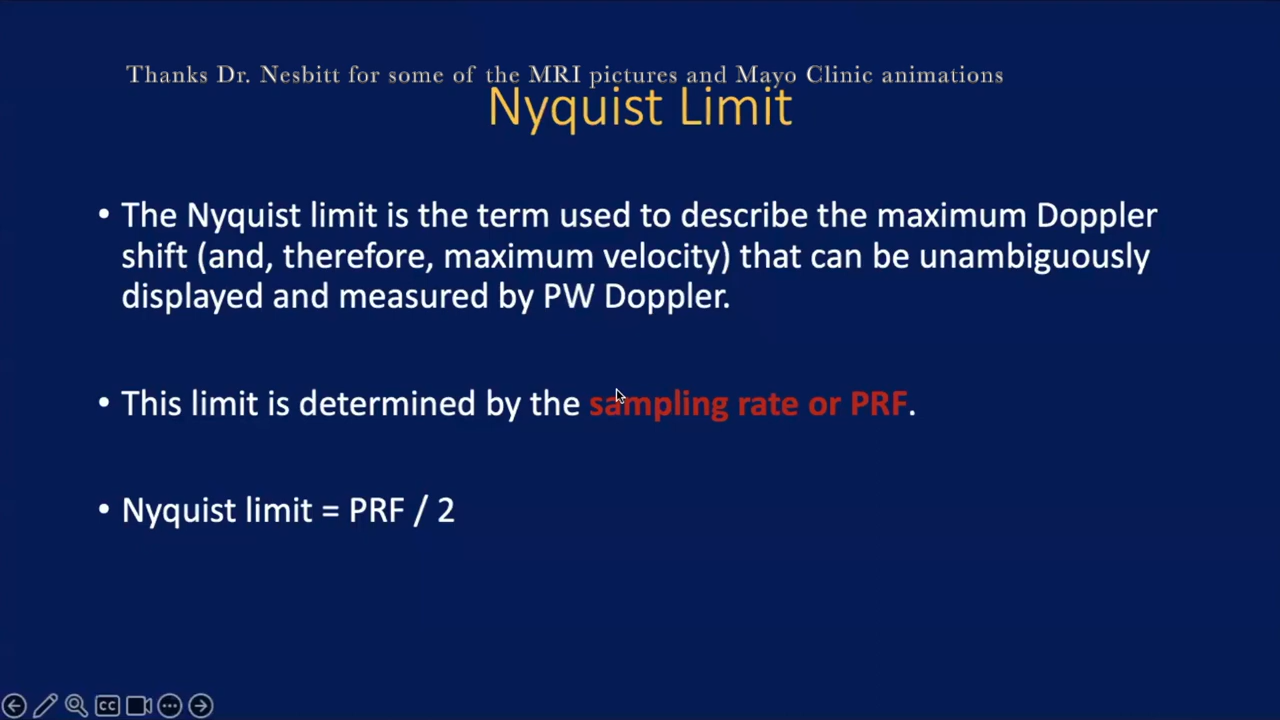 Thanks Dr. Nesbitt for some of the MRI pictures and Mayo Clinic animations
Nyquist Limit
• The Nyquist limit is the term used to describe the maximum Doppler
shift (and, therefore, maximum velocity) that can be unambiguously
displayed and measured by PW Doppler.
• This limit is determined by the sampling rate or PRF.
• Nyquist limit = PRF / 2
CC